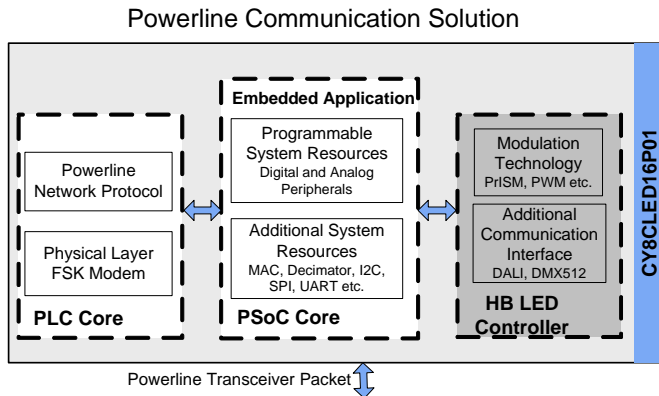 Powerline Communication Solution
Powerline
Network Protocol
Physical Layer
FSK Modem
PLC Core
Embedded Application
Programmable
System Resources
Digital and Analog
Peripherals
Additional System
Resources
MAC, Decimator, I2C,
SPI, UART etc.
PSoC Core
Modulation
Technology
PrISM, PWM etc.
Additional
Communication
Interface
DALI, DMX512
HB LED
Controller
CY8CLED16P01
Powerline Transceiver Packet